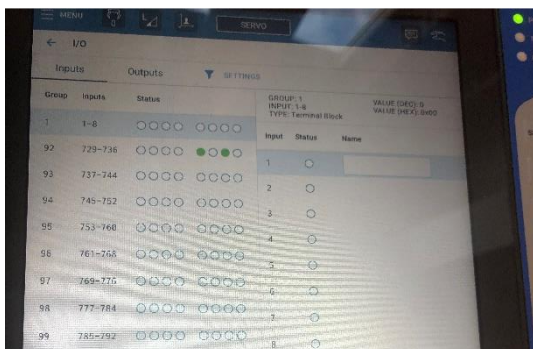 MENU
SERVO
I/O
Inputs Outputs SETTINGS
Group Inputs Status
1 1-8
92 729-736
93 737-744
94 745-752
95 753-760
96 761-768
97 769-776
98 777-784
99 785-792
GROUP: 1
INPUT: 1-8
TYPE: Terminal Block
VALUE (DEC): 0
VALUE (HEX): 0x00
Input Status Name
1
2
3
4
5
6
7
8